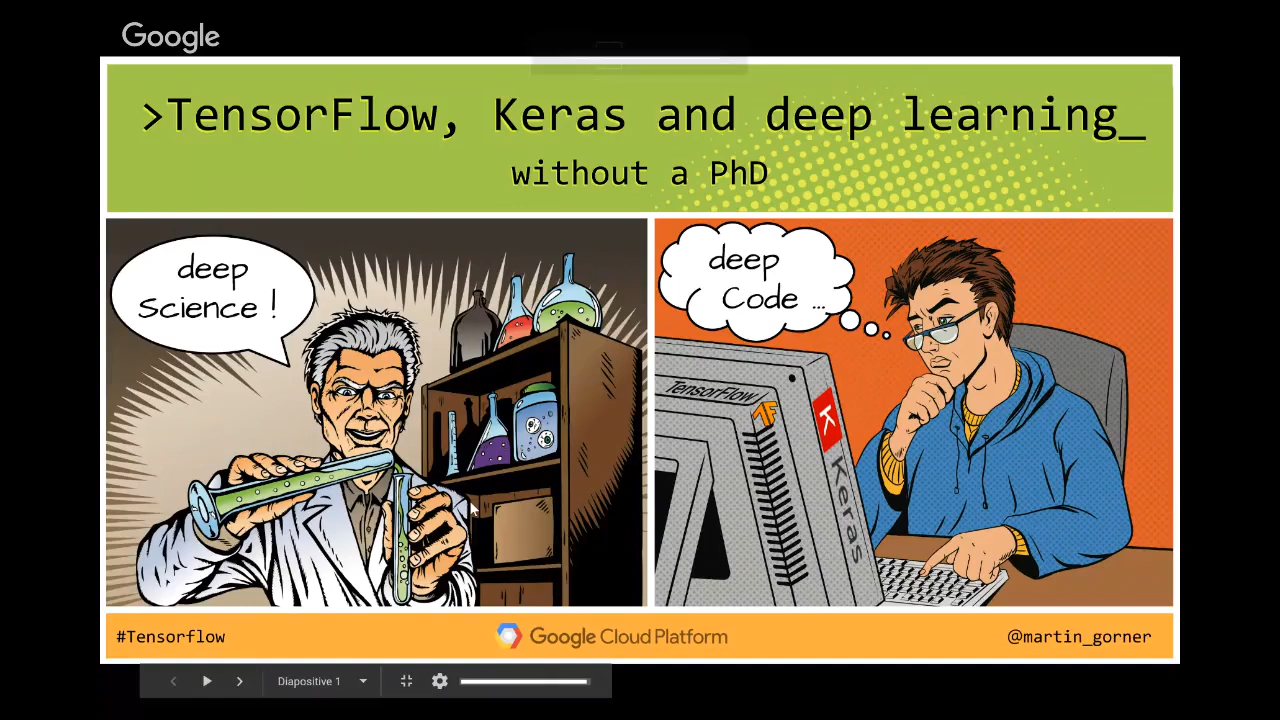 Google
>TensorFlow, Keras and deep learning_
without a PhD
deep
Science !
deep
Code ...
TensorFlow
K
Keras
#Tensorflow
Google Cloud Platform
@martin_gorner
Diapositive 1